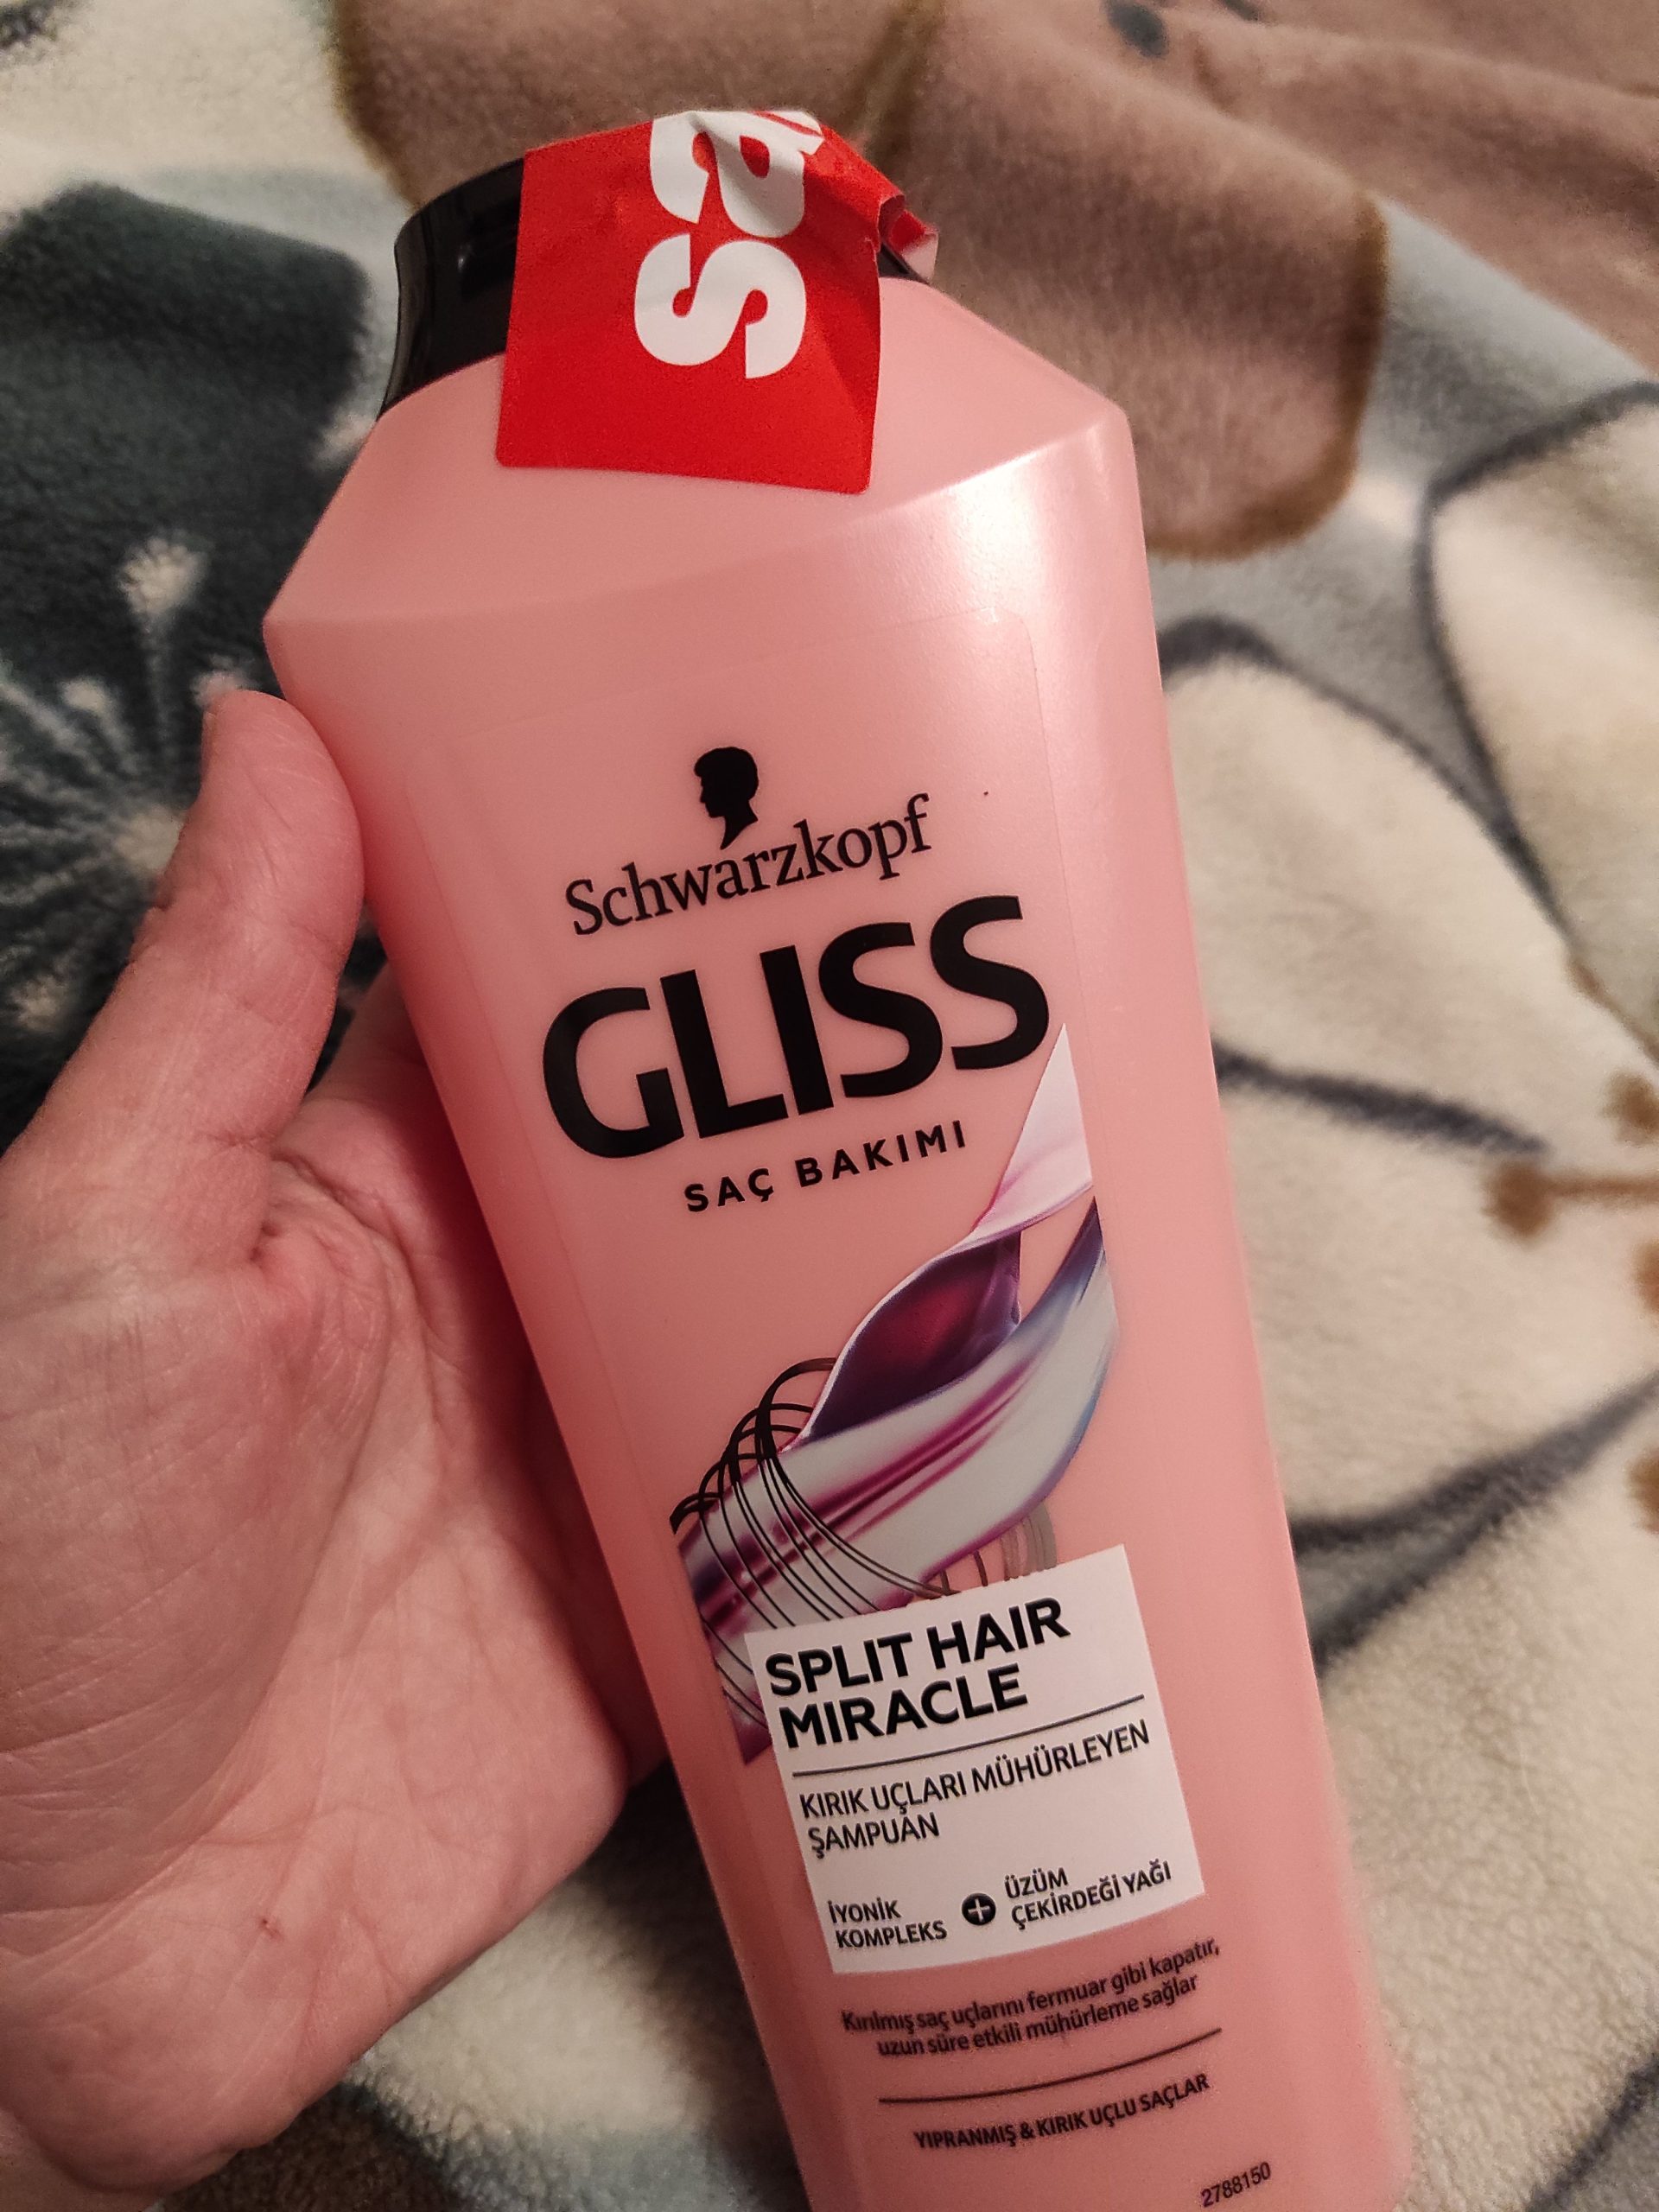 sa
Schwarzkopf
GLISS
SAÇ BAKIMI
SPLIT HAIR
MIRACLE
KIRIK UÇLARI MÜHÜRLEYEN
ŞAMPUAN
İYONİK
KOMPLEKS
+
ÜZÜM
ÇEKİRDEĞİ YAĞI
Kırılmış saç uçlarını fermuar gibi kapatır,
uzun süre etkili mühürleme sağlar
YIPRANMIŞ & KIRIK UÇLU SAÇLAR
2788150